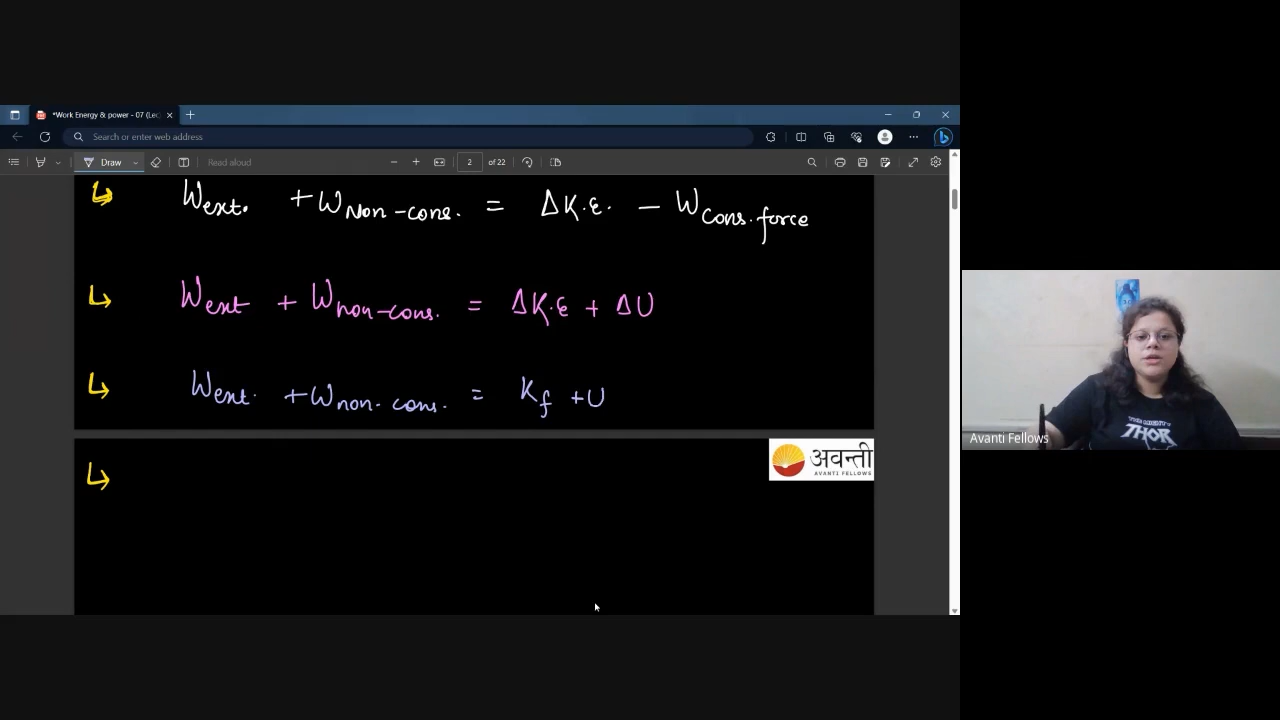 *Work Energy & power - 07 (Lec
Search or enter web address
Draw
Read aloud
2 of 22
↳ Wext. + WNon-cons. = ΔK.E. - Wcons.force
↳ Wext + Wnon-cons. = ΔK.E + ΔU
↳ Wext. + Wnon-cons. = Kf + U
अवन्ती
AVANTI FELLOWS
↳
THOR
Avanti Fellows